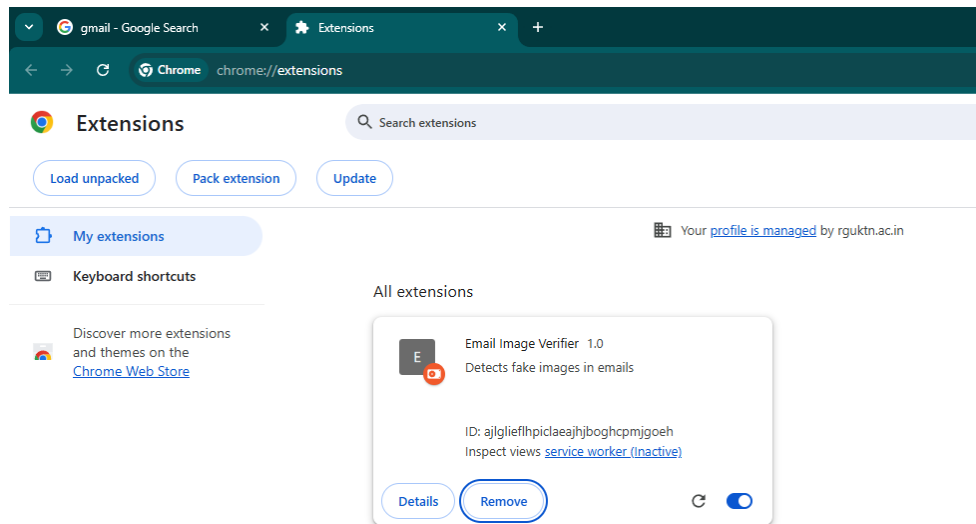 gmail - Google Search
Extensions
Chrome chrome://extensions
Extensions
Search extensions
Load unpacked
Pack extension
Update
My extensions
Your profile is managed by rguktn.ac.in
Keyboard shortcuts
All extensions
Discover more extensions
and themes on the
Chrome Web Store
E
Email Image Verifier 1.0
Detects fake images in emails
ID: ajlglieflhpiclaeajhjboghcpmjgoeh
Inspect views service worker (Inactive)
Details
Remove